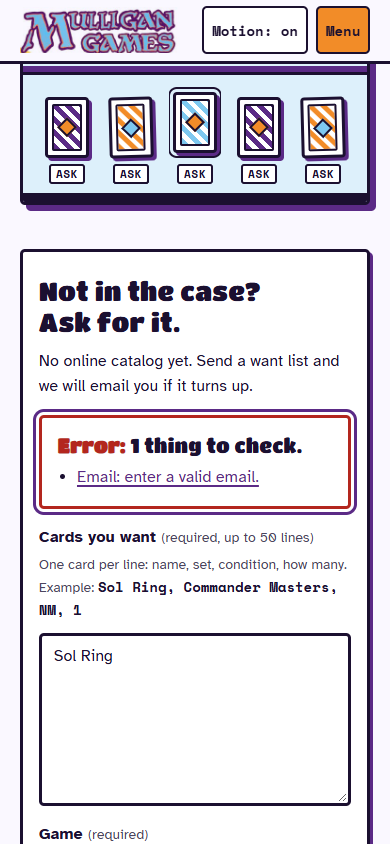 MULLIGAN
GAMES
Motion: on
Menu
ASK ASK ASK ASK ASK
Not in the case?
Ask for it.
No online catalog yet. Send a want list and
we will email you if it turns up.
Error: 1 thing to check.
• Email: enter a valid email.
Cards you want (required, up to 50 lines)
One card per line: name, set, condition, how many.
Example: Sol Ring, Commander Masters,
NM, 1
Sol Ring
Game (required)